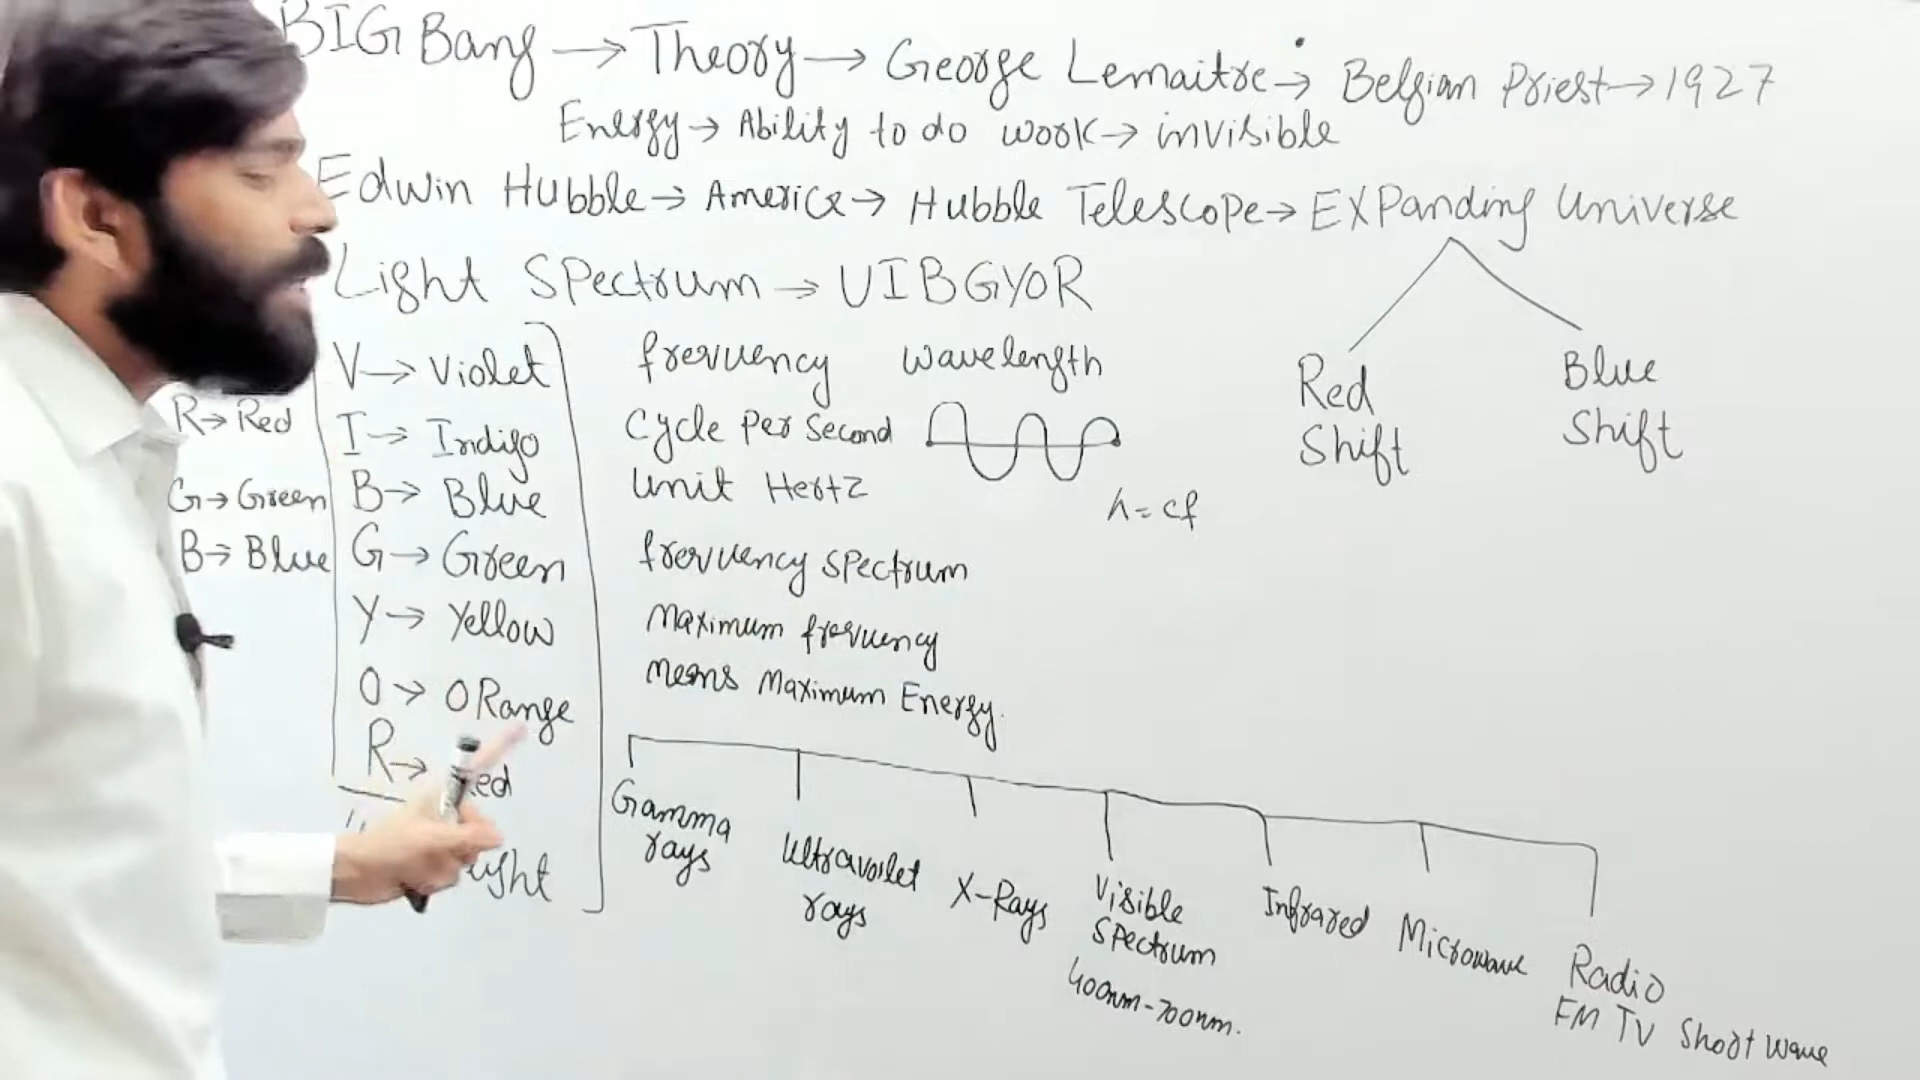 BIG Bang → Theory → George Lemaitre → Belgian Priest → 1927
Energy → Ability to do work → invisible
Edwin Hubble → America → Hubble Telescope → EXPanding Universe
Light SPectrum → VIBGYOR
Red Shift
Blue Shift
R → Red
G → Green
B → Blue
V → Violet
I → Indigo
B → Blue
G → Green
Y → Yellow
O → ORange
R → Red
frequency wavelength
Cycle Per Second
Unit Hertz
λ = cf
frequency spectrum
Maximum frequency
means Maximum Energy.
Gamma rays
Ultravoilet rays
X-Rays
Visible Spectrum
400nm-700nm.
Infrared
Microwave
Radio
FM TV Short wave